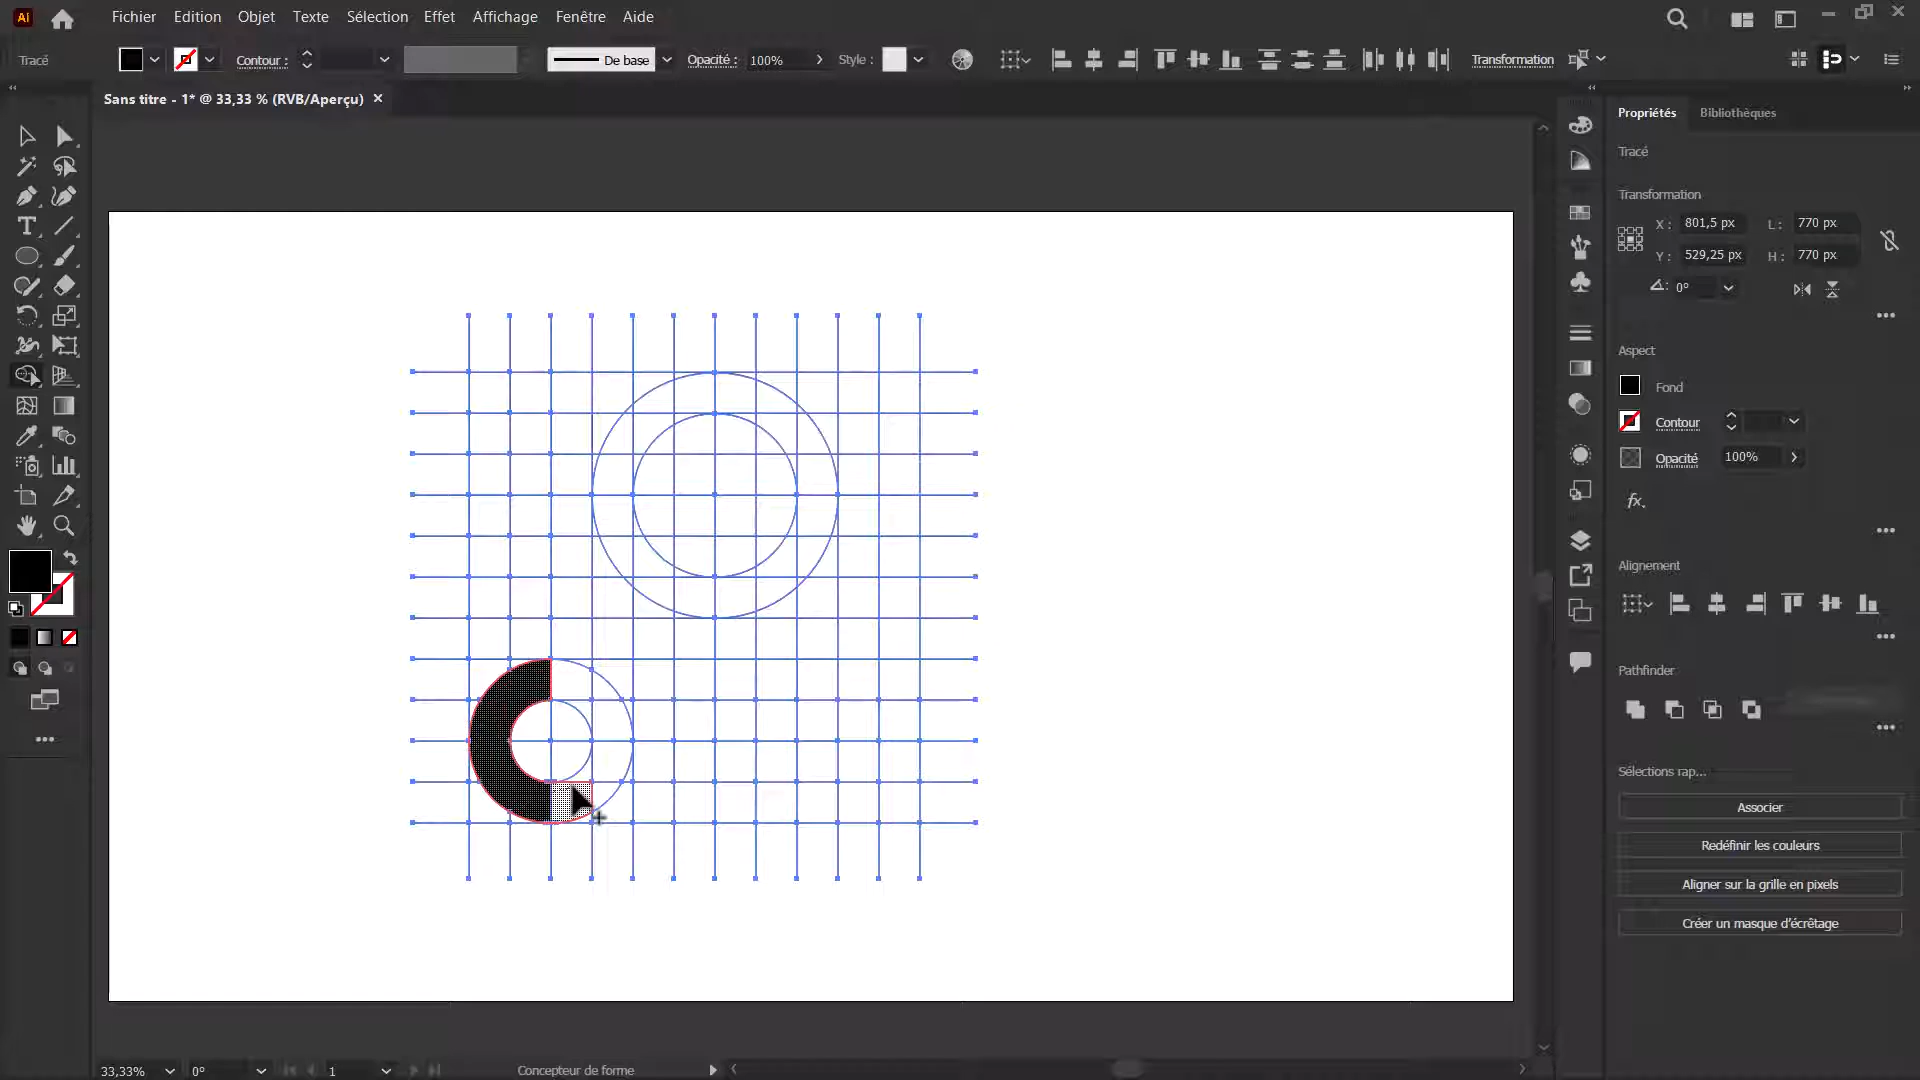 Ai
Fichier
Edition
Objet
Texte
Sélection
Effet
Affichage
Fenêtre
Aide
Tracé
Contour :
De base
Opacité :
100%
Style :
Transformation
Sans titre - 1* @ 33,33 % (RVB/Aperçu)
Propriétés
Bibliothèques
Tracé
Transformation
X : 801,5 px
L : 770 px
Y : 529,25 px
H : 770 px
0°
Aspect
Fond
Contour
Opacité
100%
fx.
Alignement
Pathfinder
Sélections rap...
Associer
Redéfinir les couleurs
Aligner sur la grille en pixels
Créer un masque d'écrêtage
T
33,33%
0°
1
Concepteur de forme